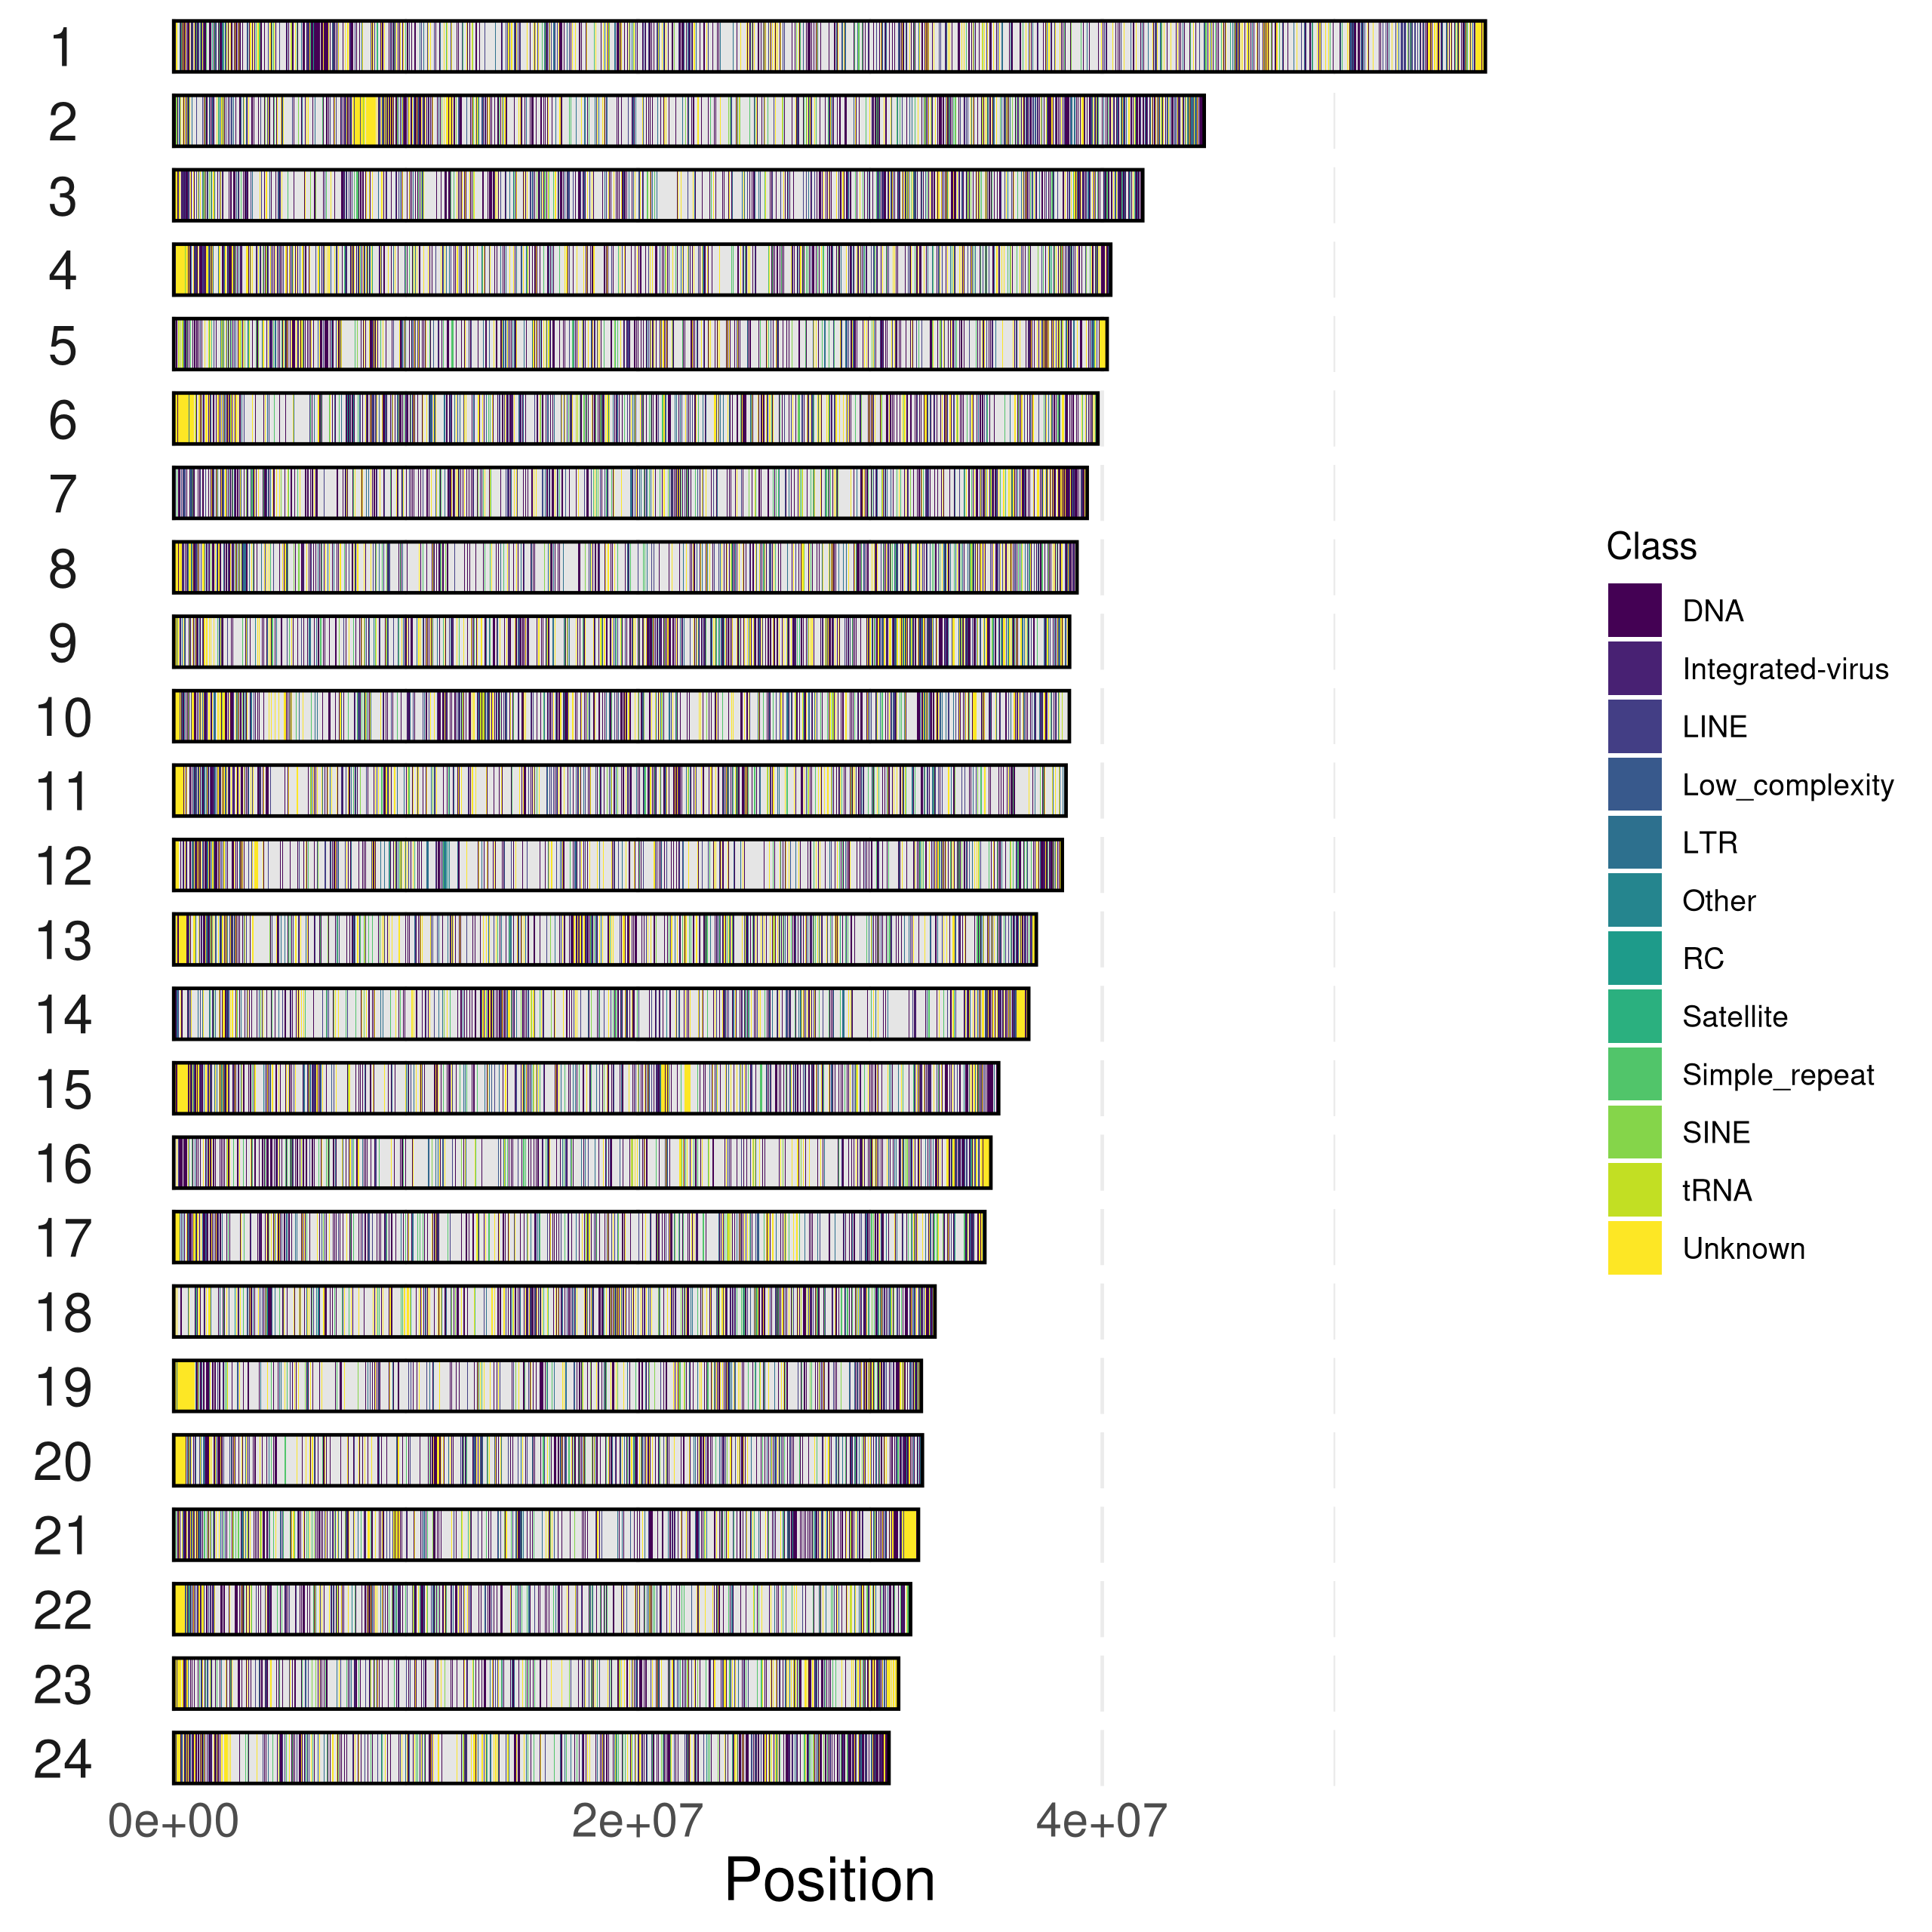 1
2
3
4
5
6
7
8
9
10
11
12
13
14
15
16
17
18
19
20
21
22
23
24
0e+00 2e+07 4e+07
Position
Class
DNA
Integrated-virus
LINE
Low_complexity
LTR
Other
RC
Satellite
Simple_repeat
SINE
tRNA
Unknown